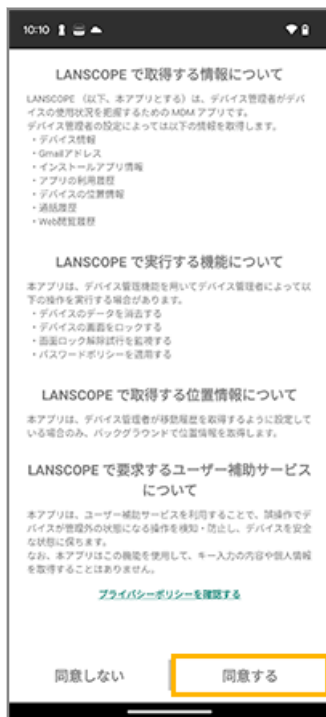 10:10
LANSCOPE で取得する情報について
LANSCOPE (以下、本アプリとする) は、デバイス管理者がデバ
イスの使用状況を把握するための MDM アプリです。
デバイス管理者の設定によっては以下の情報を取得します。
・デバイス情報
・Gmailアドレス
・インストールアプリ情報
・アプリの利用履歴
・デバイスの位置情報
・通話履歴
・Web閲覧履歴
LANSCOPE で実行する機能について
本アプリは、デバイス管理機能を用いてデバイス管理者によって以
下の操作を実行する場合があります。
・デバイスのデータを消去する
・デバイスの画面をロックする
・画面ロック解除試行を監視する
・パスワードポリシーを適用する
LANSCOPE で取得する位置情報について
本アプリは、デバイス管理者が移動履歴を取得するように設定して
いる場合のみ、バックグラウンドで位置情報を取得します。
LANSCOPE で要求するユーザー補助サービス
について
本アプリは、ユーザー補助サービスを利用することで、誤操作でデ
バイスが管理外の状態になる操作を検知・防止し、デバイスを安全
な状態に保ちます。
なお、本アプリはこの機能を使用して、キー入力の内容や個人情報
を取得することはありません。
プライバシーポリシーを確認する
同意しない 同意する